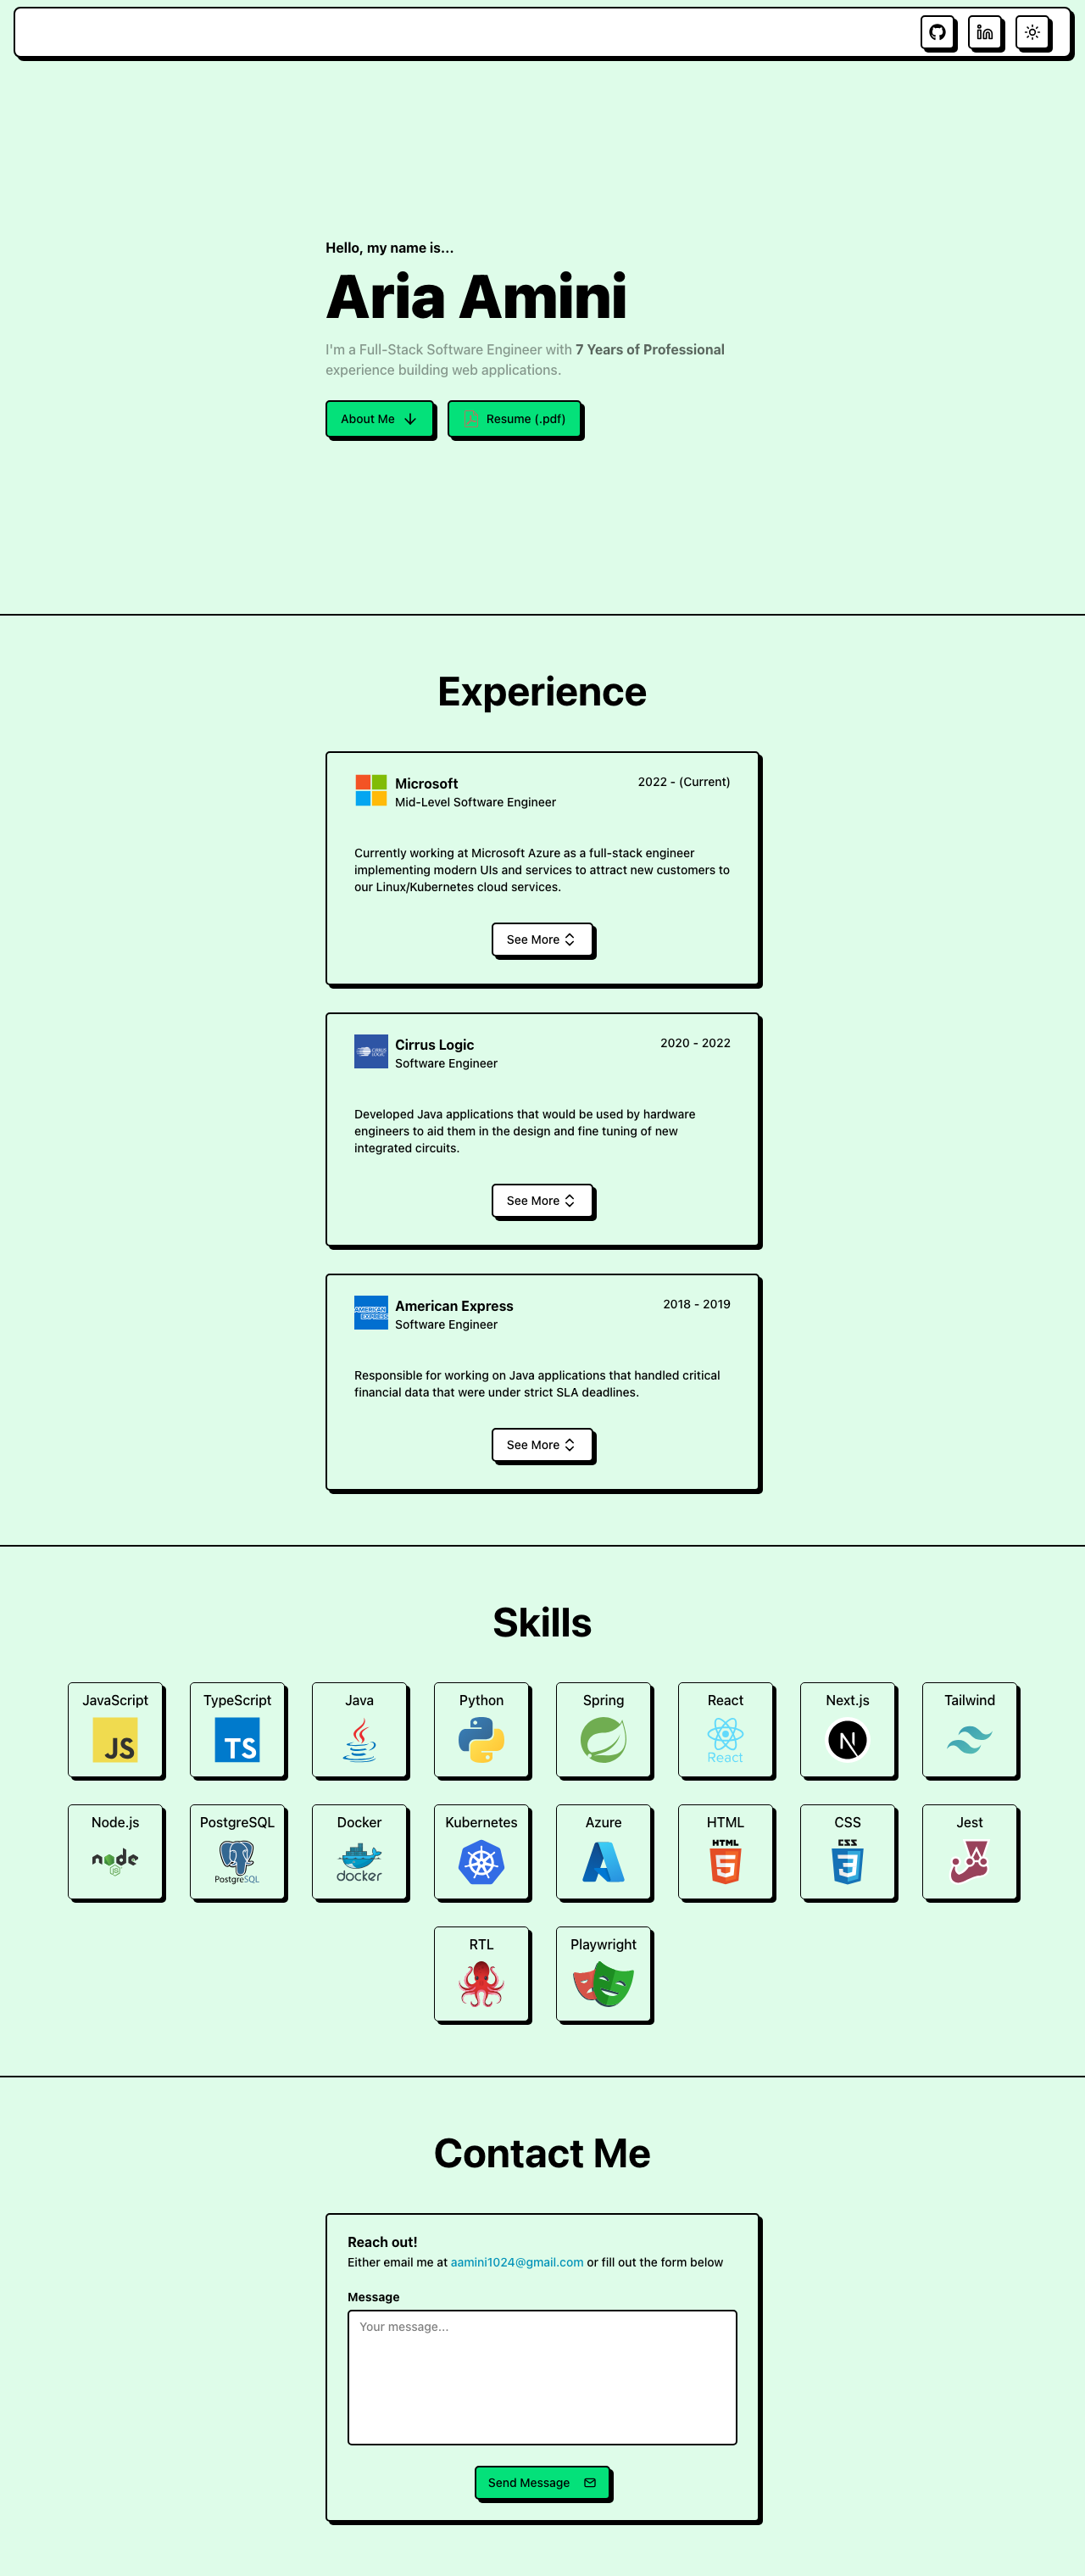 Hello, my name is...
Aria Amini
I'm a Full-Stack Software Engineer with 7 Years of Professional
experience building web applications.
About Me
Resume (.pdf)
Experience
Microsoft
2022 - (Current)
Mid-Level Software Engineer
Currently working at Microsoft Azure as a full-stack engineer
implementing modern UIs and services to attract new customers to
our Linux/Kubernetes cloud services.
See More
CIRRUS
LOGIC
Cirrus Logic
2020 - 2022
Software Engineer
Developed Java applications that would be used by hardware
engineers to aid them in the design and fine tuning of new
integrated circuits.
See More
AMERICAN
EXPRESS
American Express
2018 - 2019
Software Engineer
Responsible for working on Java applications that handled critical
financial data that were under strict SLA deadlines.
See More
Skills
JavaScript
JS
TypeScript
TS
Java
Python
Spring
React
React
Next.js
N
Tailwind
Node.js
node
JS
PostgreSQL
PostgreSQL
Docker
docker
Kubernetes
Azure
HTML
HTML
5
CSS
CSS
3
Jest
RTL
Playwright
Contact Me
Reach out!
Either email me at aamini1024@gmail.com or fill out the form below
Message
Your message...
Send Message